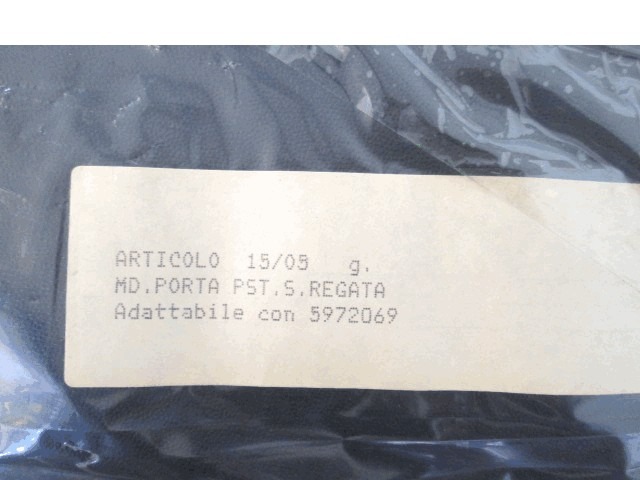 ARTICOLO 15/05 g.
MD.PORTA PST.S.REGATA
Adattabile con 5972069